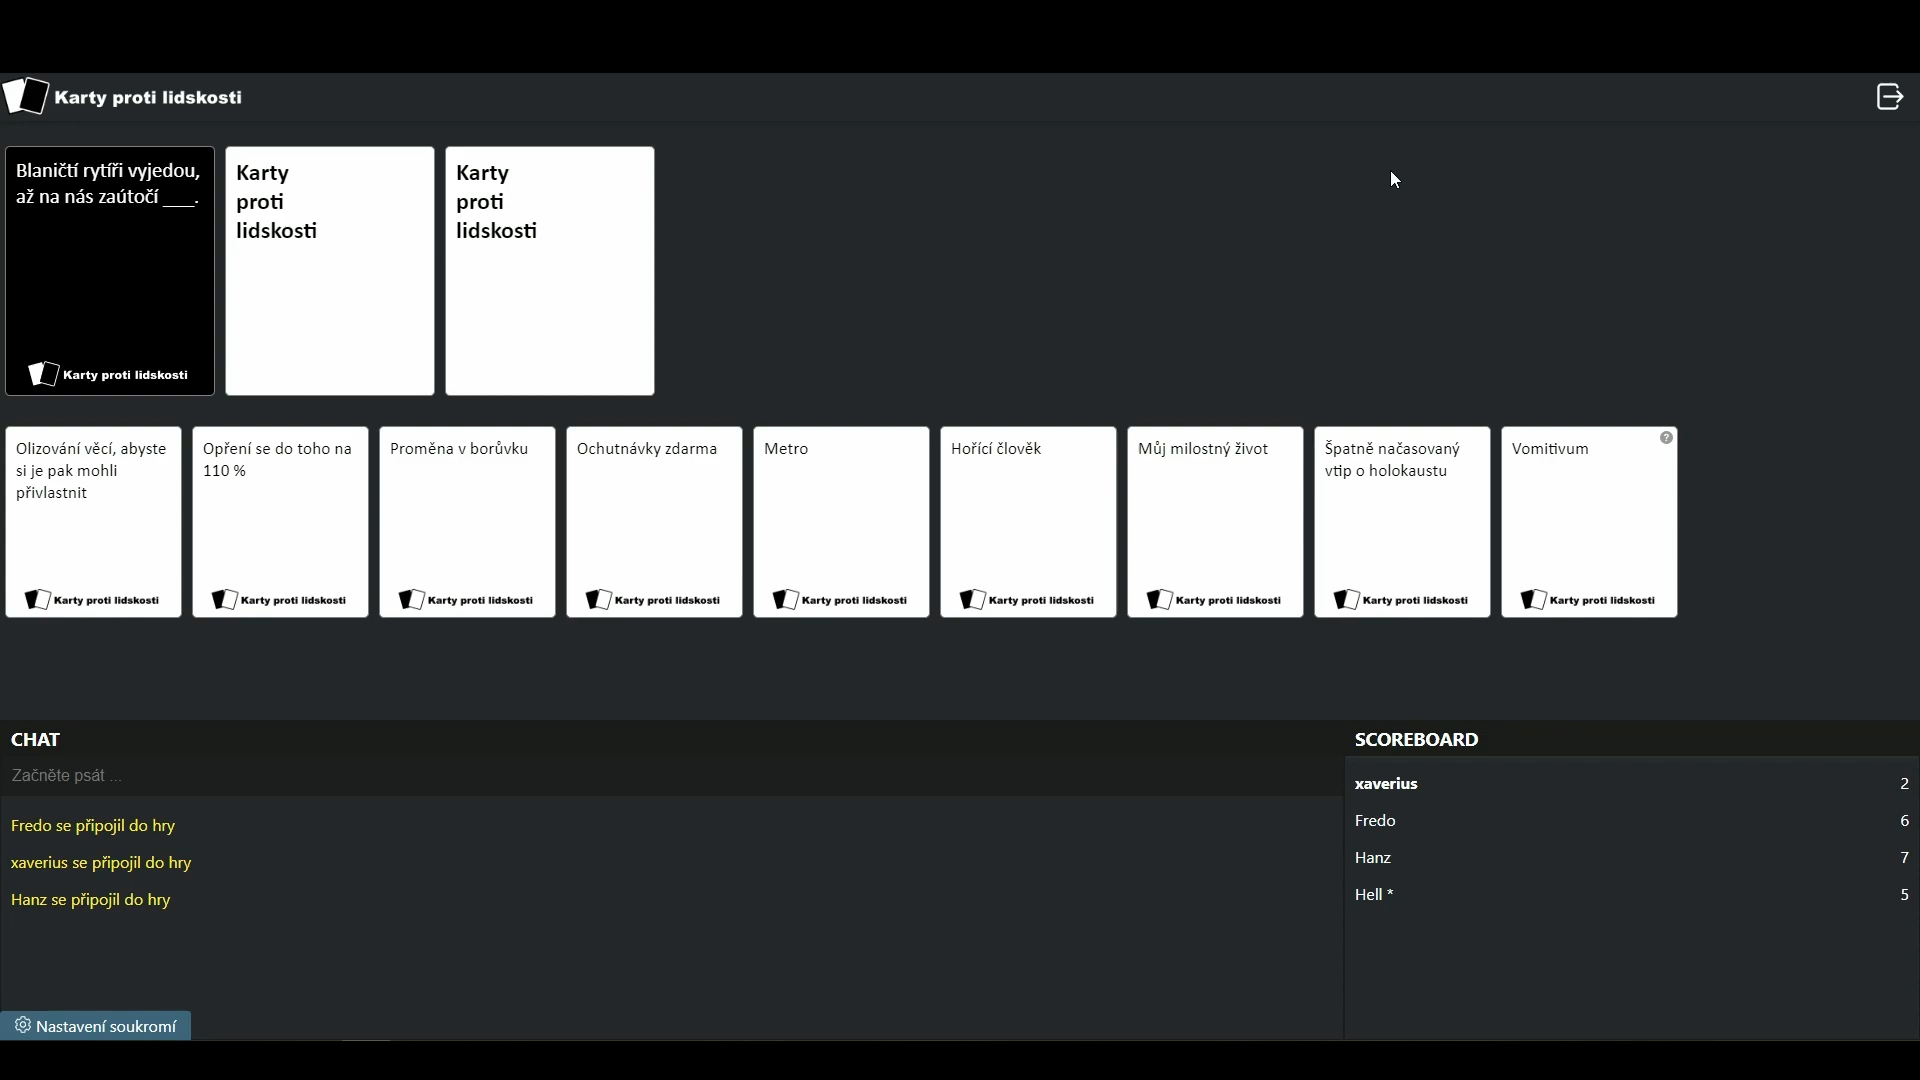 Karty proti lidskosti
Blaničtí rytíři vyjedou,
až na nás zaútočí ___.
Karty proti lidskosti
Karty
proti
lidskosti
Karty
proti
lidskosti
Olizování věcí, abyste
si je pak mohli
přivlastnit
Karty proti lidskosti
Opření se do toho na
110 %
Karty proti lidskosti
Proměna v borůvku
Karty proti lidskosti
Ochutnávky zdarma
Karty proti lidskosti
Metro
Karty proti lidskosti
Hořící člověk
Karty proti lidskosti
Můj milostný život
Karty proti lidskosti
Špatně načasovaný
vtip o holokaustu
Karty proti lidskosti
Vomitivum
?
Karty proti lidskosti
CHAT
Začněte psát ...
Fredo se připojil do hry
xaverius se připojil do hry
Hanz se připojil do hry
Nastavení soukromí
SCOREBOARD
xaverius 2
Fredo 6
Hanz 7
Hell * 5